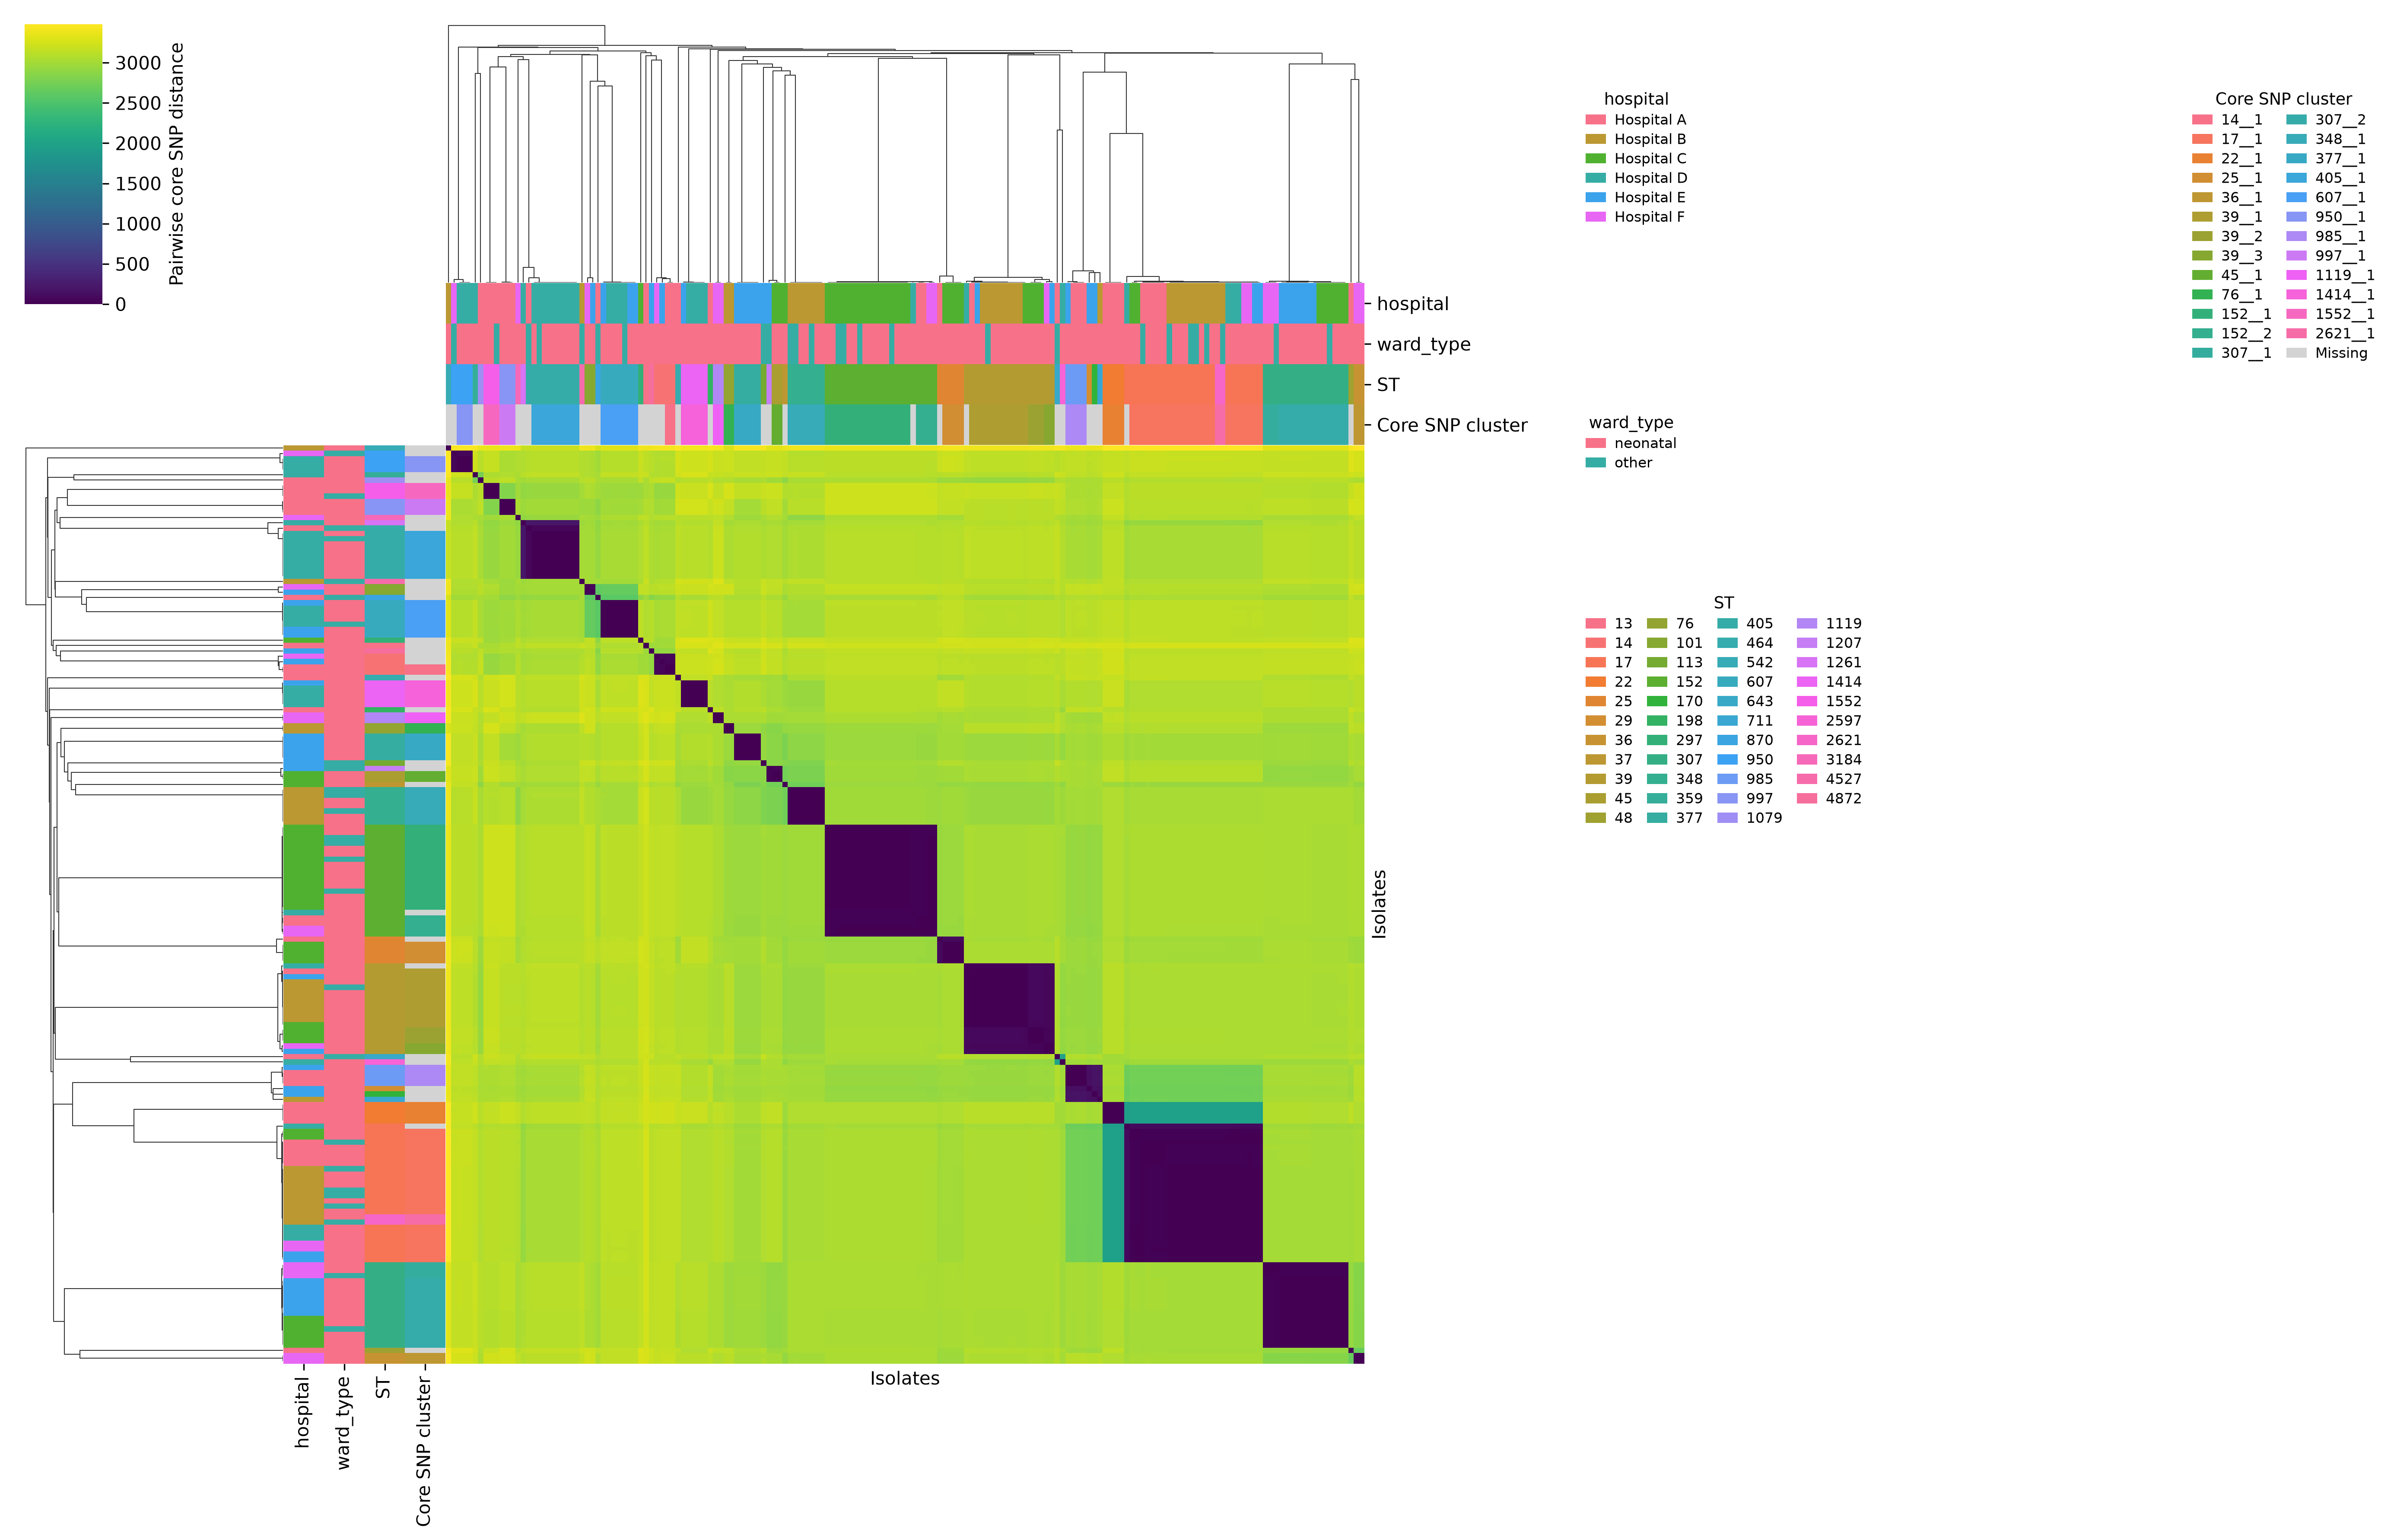 3000
2500
2000
1500
1000
500
0
Pairwise core SNP distance
hospital
ward_type
ST
Core SNP cluster
hospital
Hospital A
Hospital B
Hospital C
Hospital D
Hospital E
Hospital F
ward_type
neonatal
other
ST
13 76 405 1119
14 101 464 1207
17 113 542 1261
22 152 607 1414
25 170 643 1552
29 198 711 2597
36 297 870 2621
37 307 950 3184
39 348 985 4527
45 359 997 4872
48 377 1079
Core SNP cluster
14__1 307__2
17__1 348__1
22__1 377__1
25__1 405__1
36__1 607__1
39__1 950__1
39__2 985__1
39__3 997__1
45__1 1119__1
76__1 1414__1
152__1 1552__1
152__2 2621__1
307__1 Missing
Isolates
Isolates
hospital
ward_type
ST
Core SNP cluster